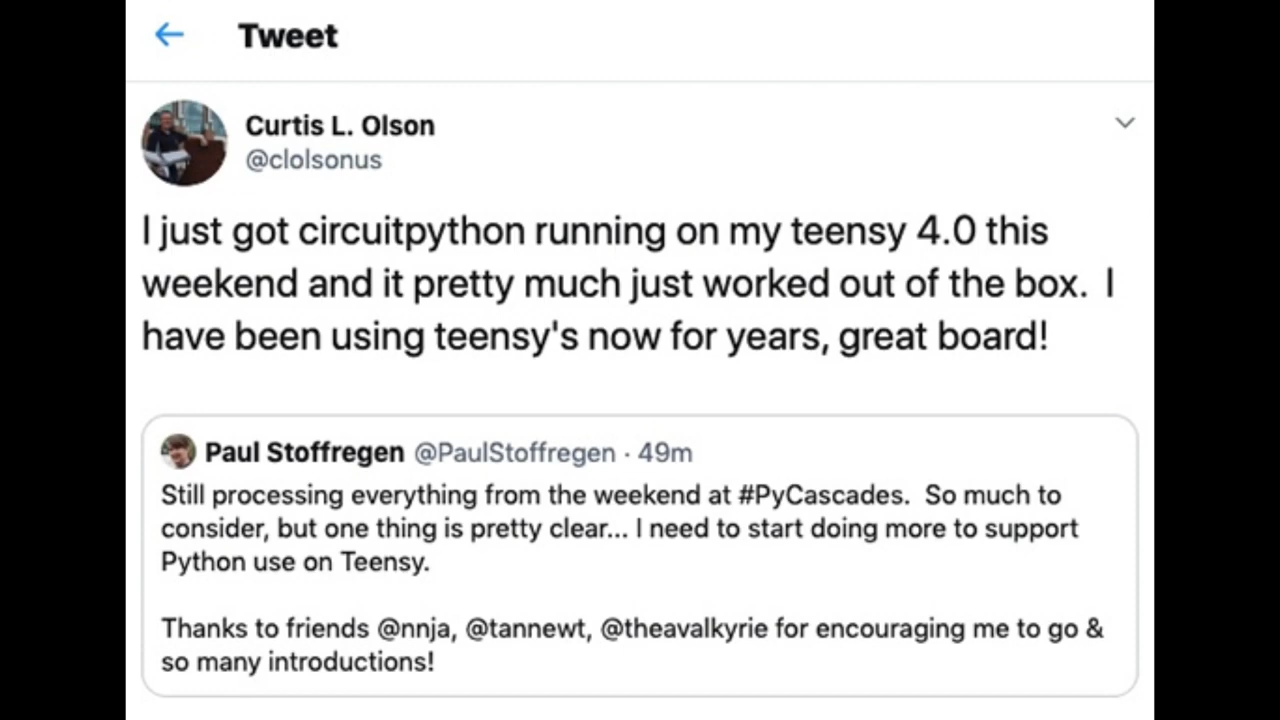 Tweet
Curtis L. Olson
@clolsonus
I just got circuitpython running on my teensy 4.0 this
weekend and it pretty much just worked out of the box.  I
have been using teensy's now for years, great board!
Paul Stoffregen @PaulStoffregen · 49m
Still processing everything from the weekend at #PyCascades.  So much to
consider, but one thing is pretty clear... I need to start doing more to support
Python use on Teensy.
Thanks to friends @nnja, @tannewt, @theavalkyrie for encouraging me to go &
so many introductions!